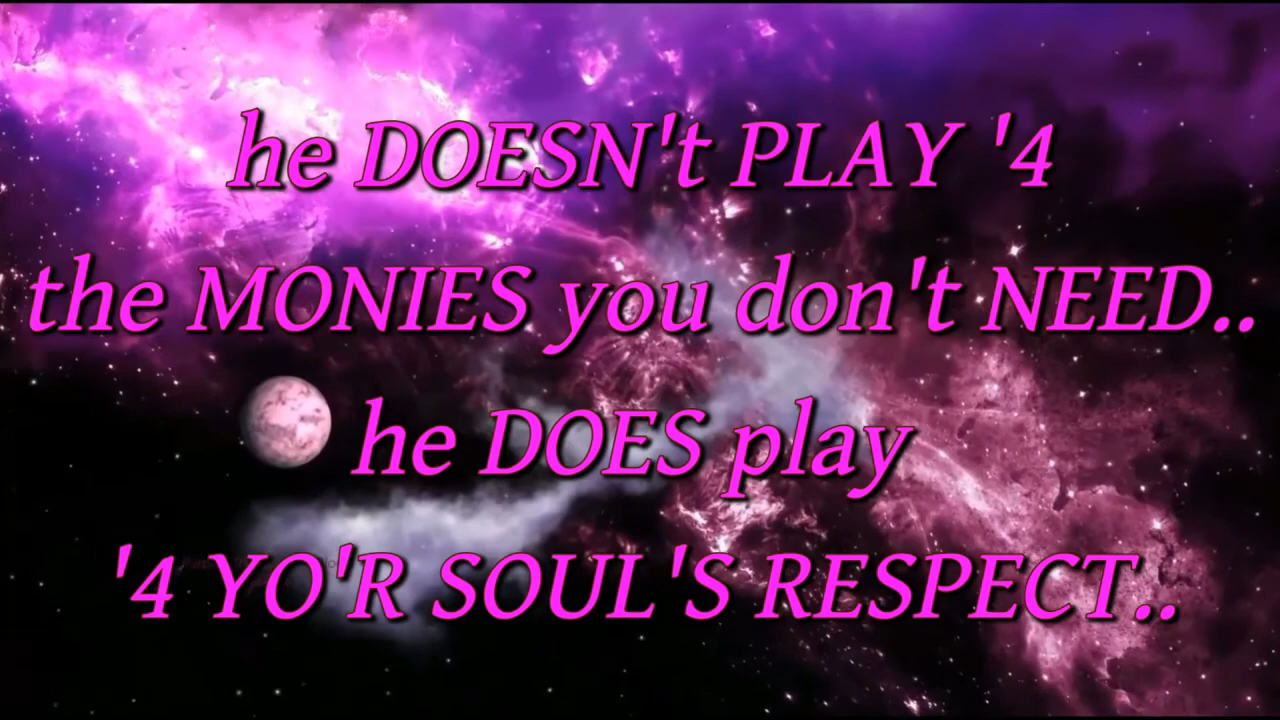 he DOESN't PLAY '4
the MONIES you don't NEED..
he DOES play
'4 YO'R SOUL'S RESPECT..